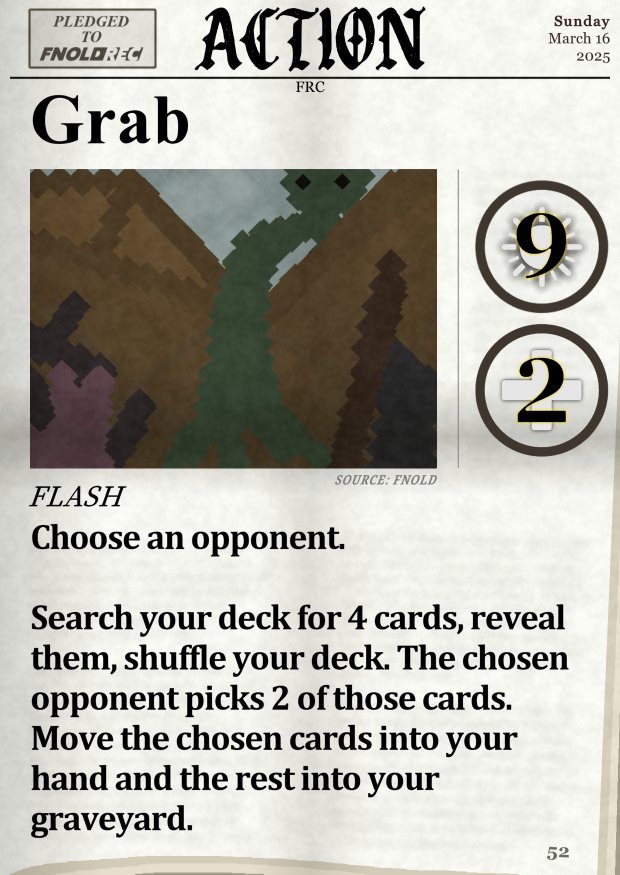 PLEDGED
TO
FNOLDREC
ACTION
Sunday
March 16
2025
FRC
Grab
9
2
SOURCE: FNOLD
FLASH
Choose an opponent.
Search your deck for 4 cards, reveal
them, shuffle your deck. The chosen
opponent picks 2 of those cards.
Move the chosen cards into your
hand and the rest into your
graveyard.
52